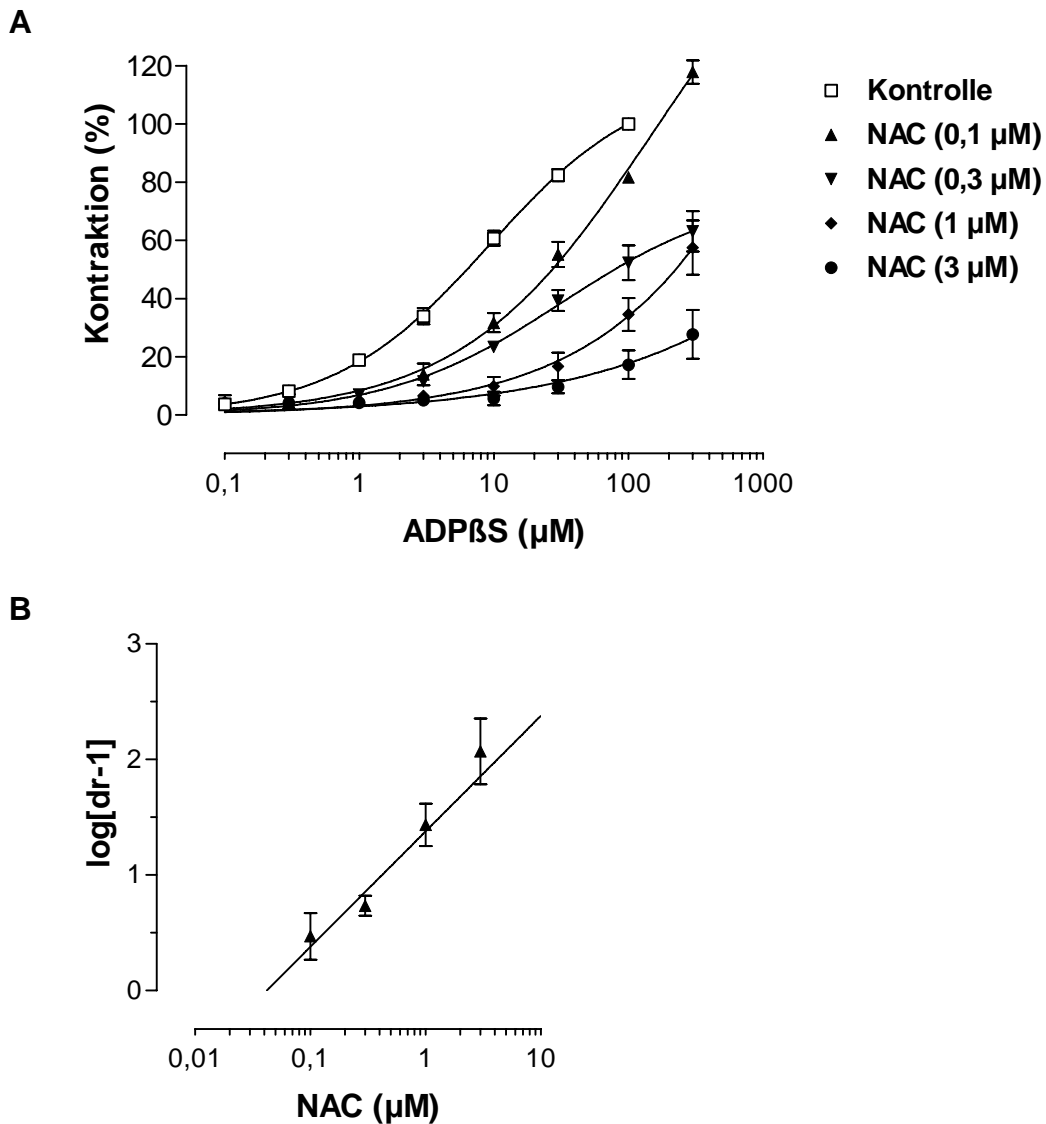 A
Kontraktion (%)
120
100
80
60
40
20
0
0,1 1 10 100 1000
ADPßS (µM)
Kontrolle
NAC (0,1 µM)
NAC (0,3 µM)
NAC (1 µM)
NAC (3 µM)
B
log[dr-1]
3
2
1
0
0,01 0,1 1 10
NAC (µM)